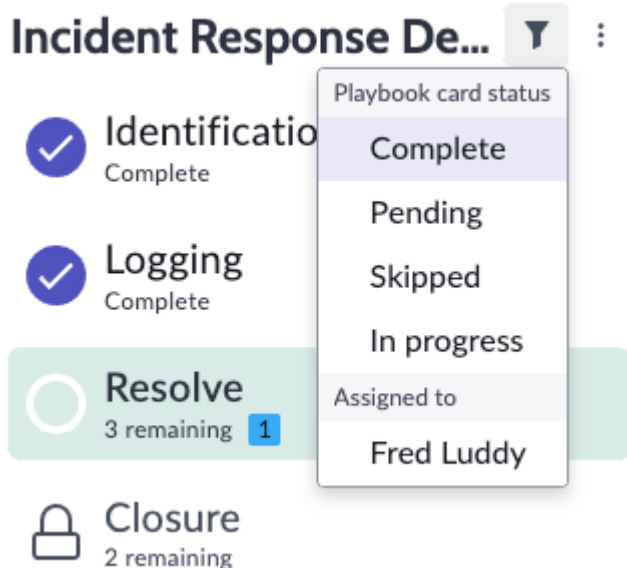 Incident Response De...
Identificatio
Complete
Logging
Complete
Resolve
3 remaining 1
Closure
2 remaining
Playbook card status
Complete
Pending
Skipped
In progress
Assigned to
Fred Luddy